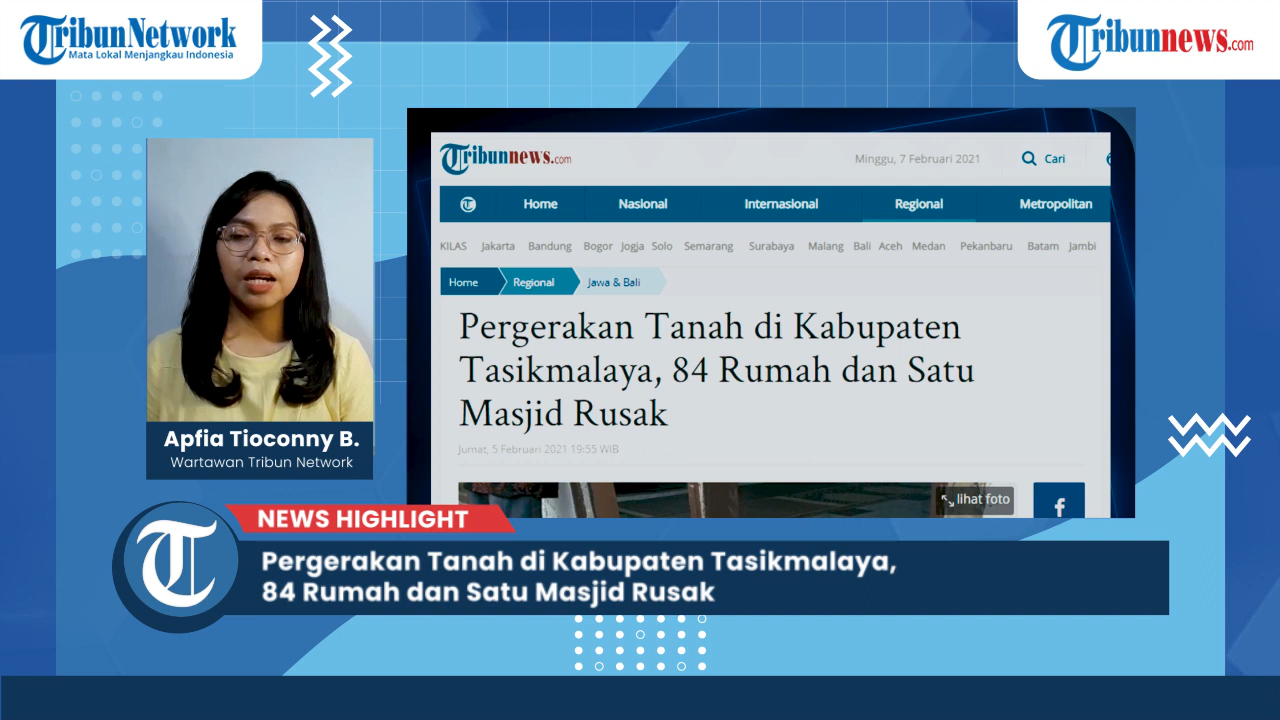 TribunNetwork
Mata Lokal Menjangkau Indonesia
Tribunnews.com
Tribunnews.com
Minggu, 7 Februari 2021
Cari
Home Nasional Internasional Regional Metropolitan
KILAS Jakarta Bandung Bogor Jogja Solo Semarang Surabaya Malang Bali Aceh Medan Pekanbaru Batam Jambi
Home Regional Jawa & Bali
Pergerakan Tanah di Kabupaten
Tasikmalaya, 84 Rumah dan Satu
Masjid Rusak
Jumat, 5 Februari 2021 19:55 WIB
lihat foto
f
Apfia Tioconny B.
Wartawan Tribun Network
T
NEWS HIGHLIGHT
Pergerakan Tanah di Kabupaten Tasikmalaya,
84 Rumah dan Satu Masjid Rusak